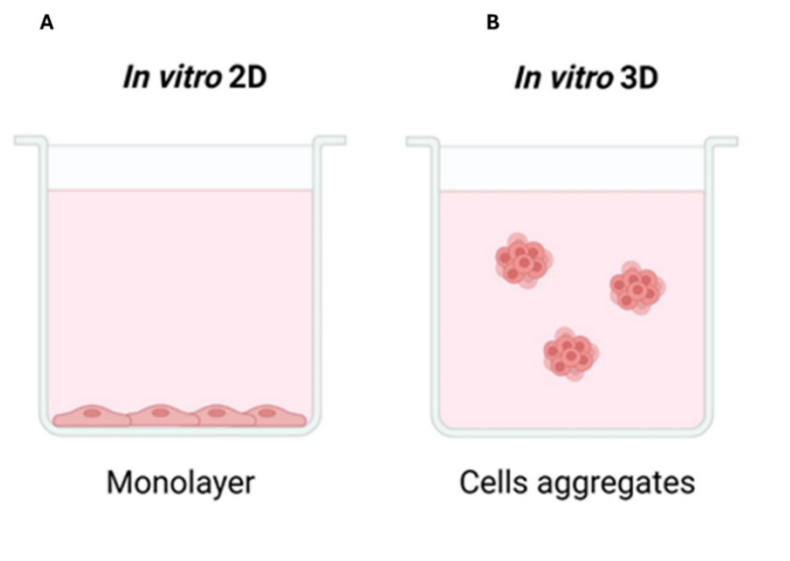 A
B
In vitro 2D
In vitro 3D
Monolayer
Cells aggregates